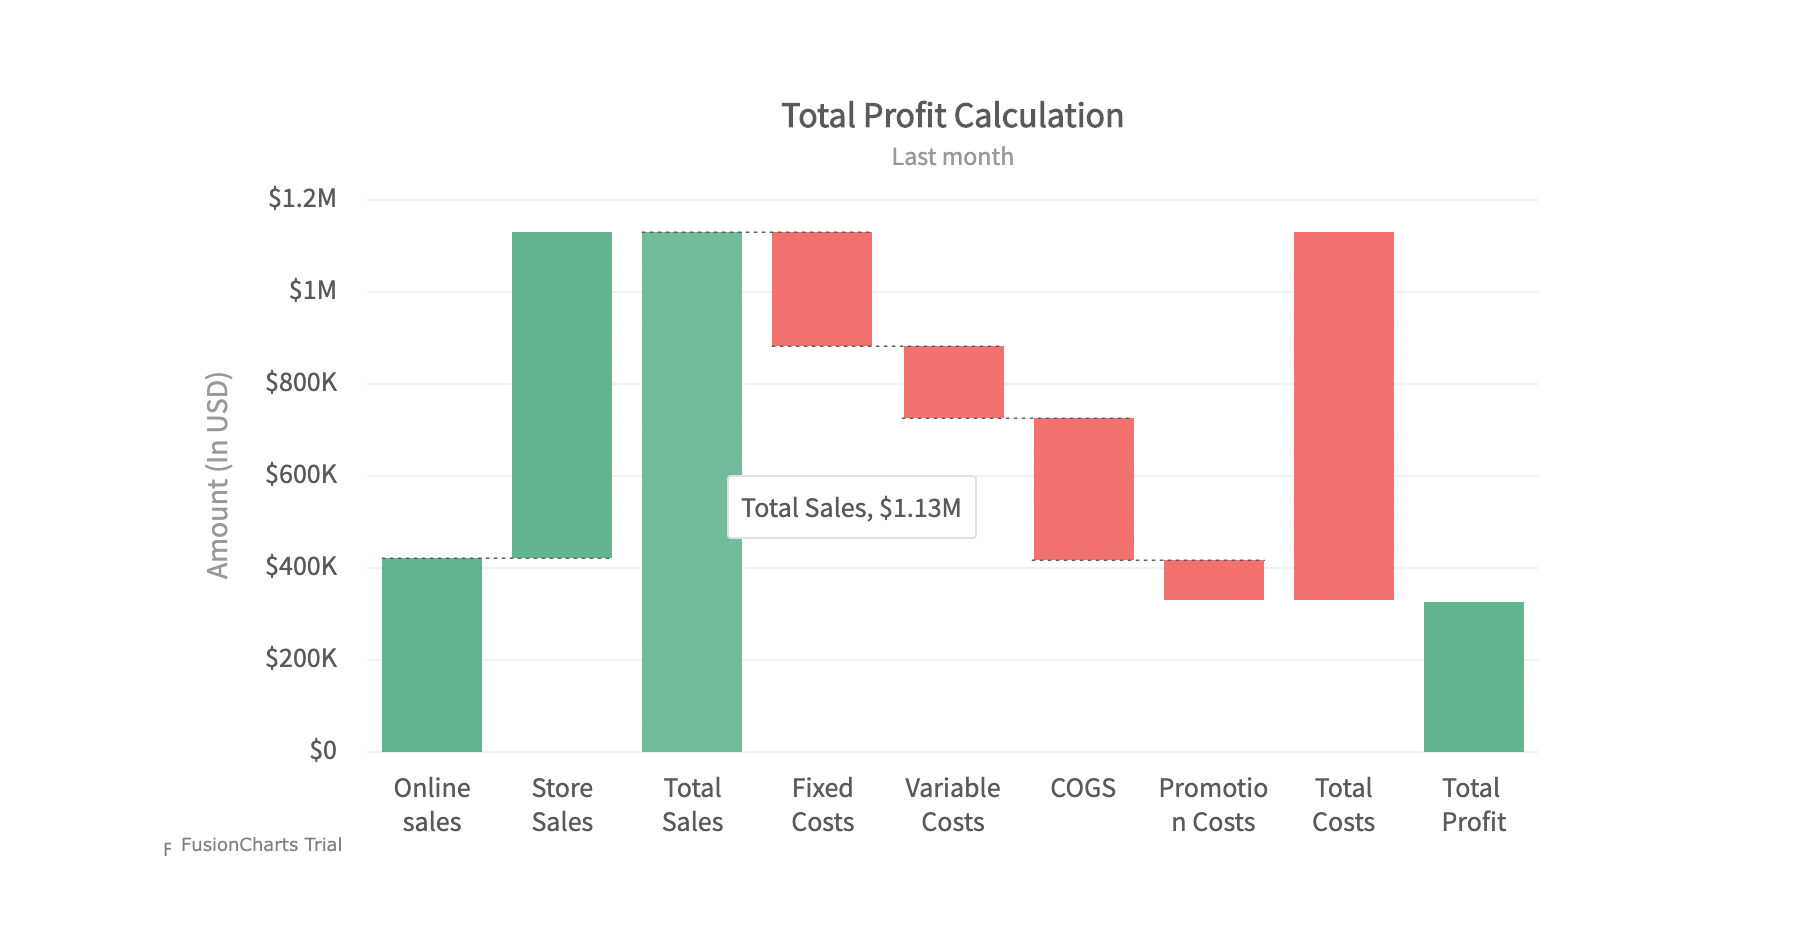 Total Profit Calculation
Last month
$1.2M
$1M
$800K
$600K
$400K
$200K
$0
Amount (In USD)
Total Sales, $1.13M
Online
sales
Store
Sales
Total
Sales
Fixed
Costs
Variable
Costs
COGS
Promotio
n Costs
Total
Costs
Total
Profit
F
FusionCharts Trial